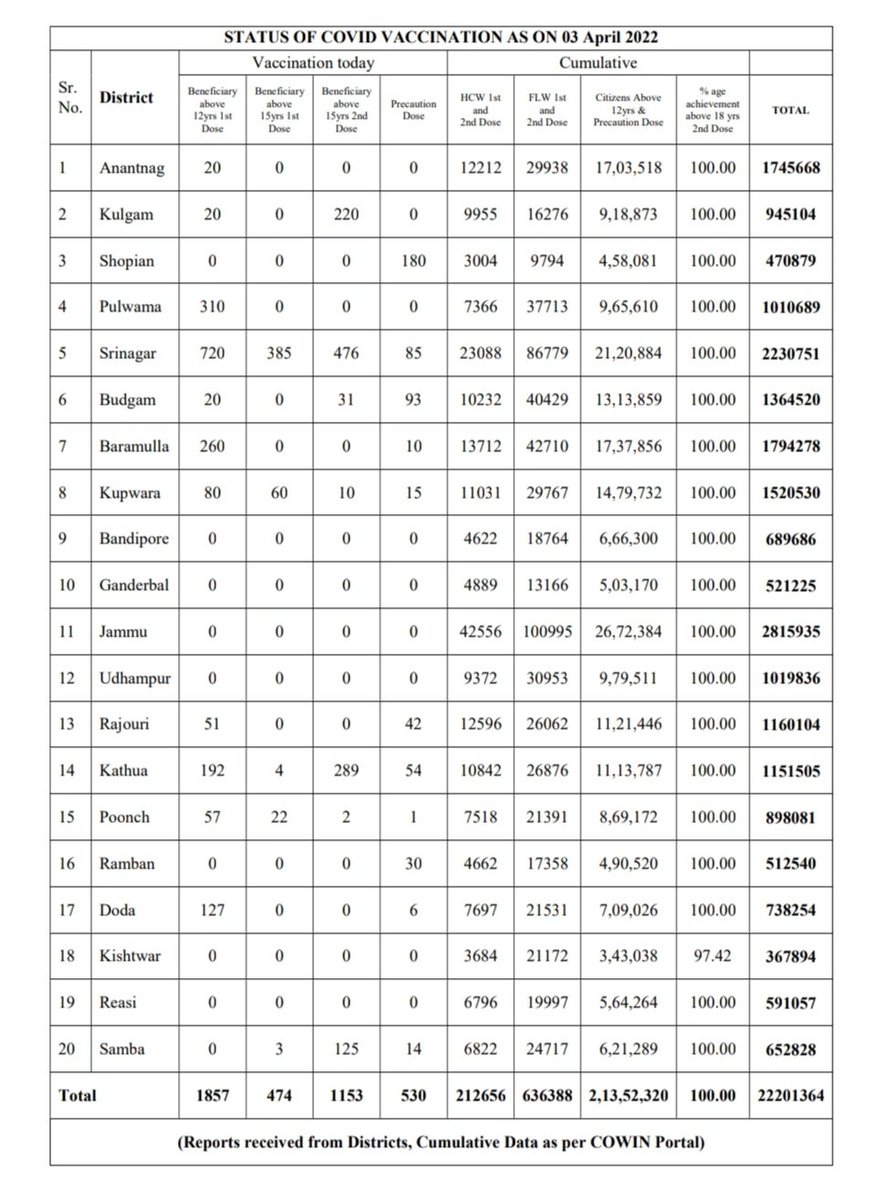 STATUS OF COVID VACCINATION AS ON 03 April 2022
Sr. No. District Vaccination today Cumulative
Beneficiary above 12yrs 1st Dose Beneficiary above 15yrs 1st Dose Beneficiary above 15yrs 2nd Dose Precaution Dose HCW 1st and 2nd Dose FLW 1st and 2nd Dose Citizens Above 12yrs & Precaution Dose % age achievement above 18 yrs 2nd Dose TOTAL
1 Anantnag 20 0 0 0 12212 29938 17,03,518 100.00 1745668
2 Kulgam 20 0 220 0 9955 16276 9,18,873 100.00 945104
3 Shopian 0 0 0 180 3004 9794 4,58,081 100.00 470879
4 Pulwama 310 0 0 0 7366 37713 9,65,610 100.00 1010689
5 Srinagar 720 385 476 85 23088 86779 21,20,884 100.00 2230751
6 Budgam 20 0 31 93 10232 40429 13,13,859 100.00 1364520
7 Baramulla 260 0 0 10 13712 42710 17,37,856 100.00 1794278
8 Kupwara 80 60 10 15 11031 29767 14,79,732 100.00 1520530
9 Bandipore 0 0 0 0 4622 18764 6,66,300 100.00 689686
10 Ganderbal 0 0 0 0 4889 13166 5,03,170 100.00 521225
11 Jammu 0 0 0 0 42556 100995 26,72,384 100.00 2815935
12 Udhampur 0 0 0 0 9372 30953 9,79,511 100.00 1019836
13 Rajouri 51 0 0 42 12596 26062 11,21,446 100.00 1160104
14 Kathua 192 4 289 54 10842 26876 11,13,787 100.00 1151505
15 Poonch 57 22 2 1 7518 21391 8,69,172 100.00 898081
16 Ramban 0 0 0 30 4662 17358 4,90,520 100.00 512540
17 Doda 127 0 0 6 7697 21531 7,09,026 100.00 738254
18 Kishtwar 0 0 0 0 3684 21172 3,43,038 97.42 367894
19 Reasi 0 0 0 0 6796 19997 5,64,264 100.00 591057
20 Samba 0 3 125 14 6822 24717 6,21,289 100.00 652828
Total 1857 474 1153 530 212656 636388 2,13,52,320 100.00 22201364
(Reports received from Districts, Cumulative Data as per COWIN Portal)